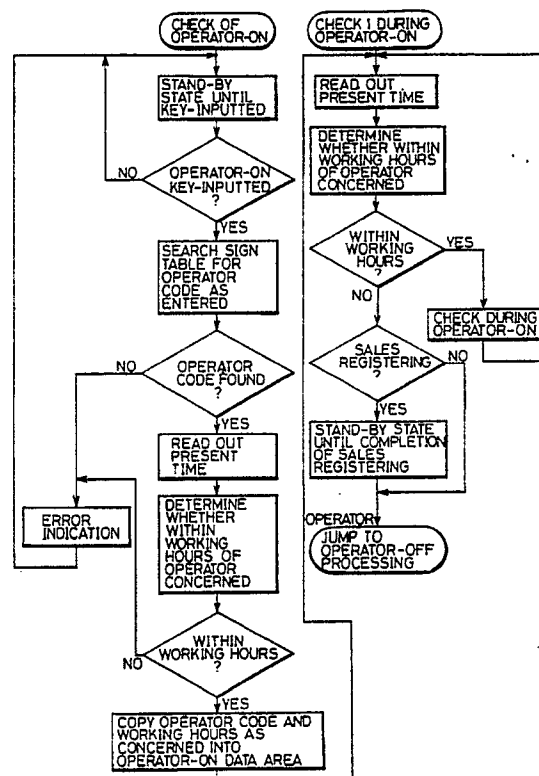 CHECK OF
OPERATOR-ON
STAND-BY
STATE UNTIL
KEY-INPUTTED
NO
OPERATOR-ON
KEY-INPUTTED
?
YES
SEARCH SIGN
TABLE FOR
OPERATOR
CODE AS
ENTERED
NO
OPERATOR
CODE FOUND
?
YES
READ OUT
PRESENT
TIME
ERROR
INDICATION
DETERMINE
WHETHER
WITHIN
WORKING
HOURS OF
OPERATOR
CONCERNED
NO
WITHIN
WORKING HOURS
?
YES
COPY OPERATOR CODE AND
WORKING HOURS AS
CONCERNED INTO
OPERATOR-ON DATA AREA
CHECK 1 DURING
OPERATOR-ON
READ OUT
PRESENT TIME
DETERMINE
WHETHER WITHIN
WORKING HOURS
OF OPERATOR
CONCERNED
WITHIN
WORKING
HOURS
?
YES
NO
CHECK DURING
OPERATOR-ON
SALES
REGISTERING
?
NO
YES
STAND-BY STATE
UNTIL COMPLETION
OF SALES
REGISTERING
OPERATOR
JUMP TO
OPERATOR-OFF
PROCESSING